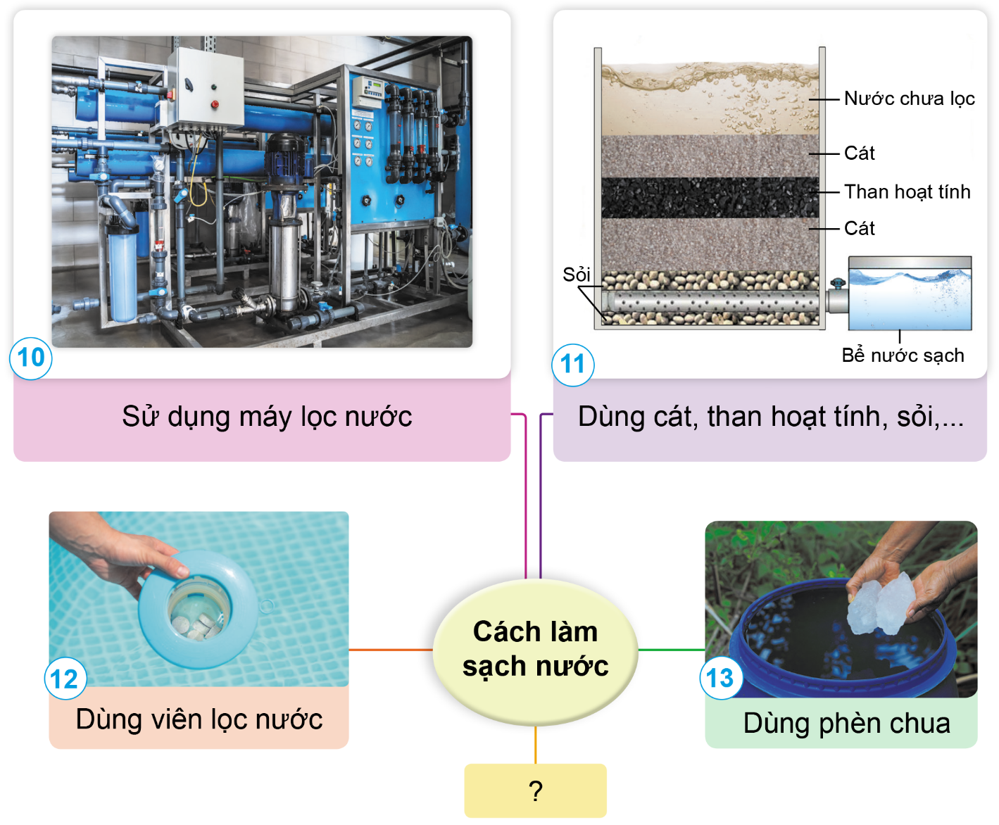 Nước chưa lọc
Cát
Than hoạt tính
Cát
Sỏi
Bể nước sạch
10
11
Sử dụng máy lọc nước
Dùng cát, than hoạt tính, sỏi,...
Cách làm
sạch nước
12
13
Dùng viên lọc nước
Dùng phèn chua
?